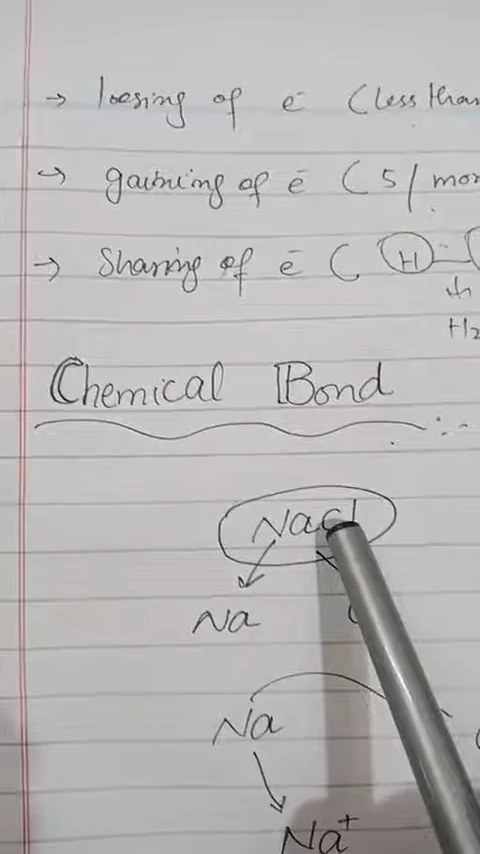 → loosing of e⁻ (less than
→ gaining of e⁻ ( 5 / mor
→ Sharing of e⁻ ( H
H₂
Chemical Bond
NaCl
Na
Na
Na⁺